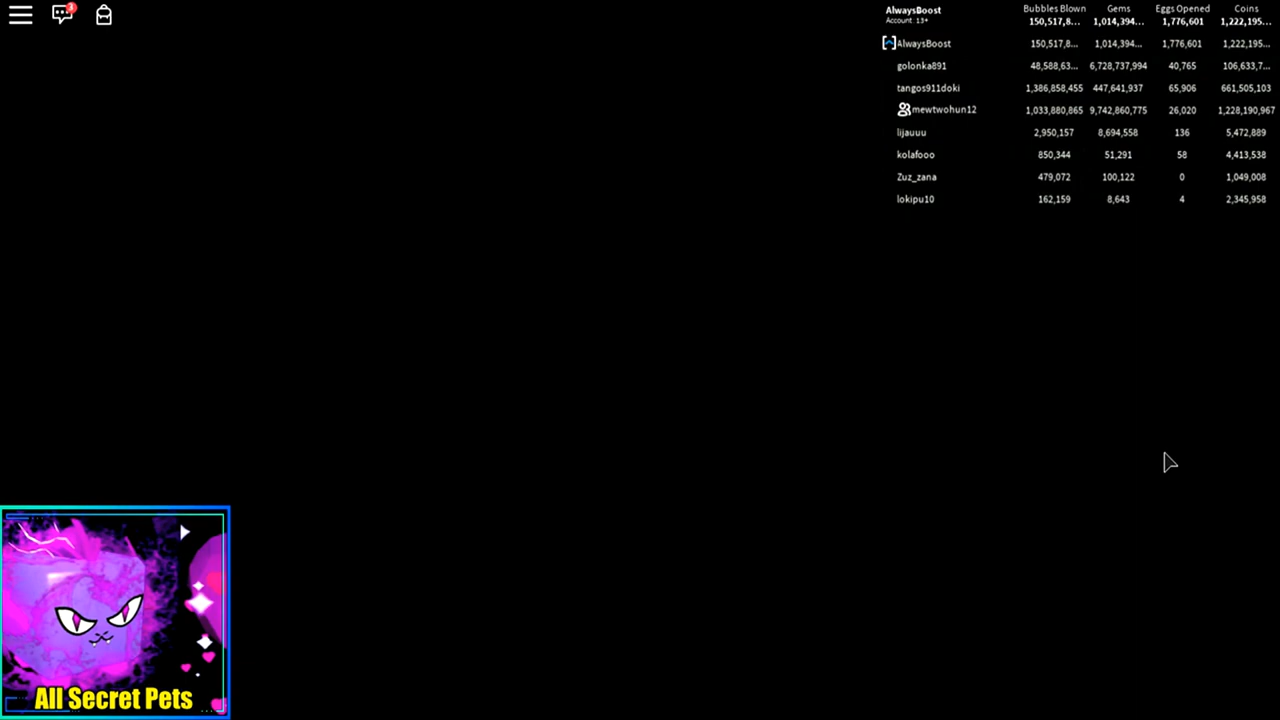 3
AlwaysBoost Bubbles Blown Gems Eggs Opened Coins
Account: 13+ 150,517,8... 1,014,394... 1,776,601 1,222,195...
AlwaysBoost 150,517,8... 1,014,394... 1,776,601 1,222,195...
golonka891 48,588,63... 6,728,737,994 40,765 106,633,7...
tangos911doki 1,386,858,455 447,641,937 65,906 661,505,103
mewtwohun12 1,033,880,865 9,742,860,775 26,020 1,228,190,967
lijauuu 2,950,157 8,694,558 136 5,472,889
kolafooo 850,344 51,291 58 4,413,538
Zuz_zana 479,072 100,122 0 1,049,008
lokipu10 162,159 8,643 4 2,345,958
All Secret Pets